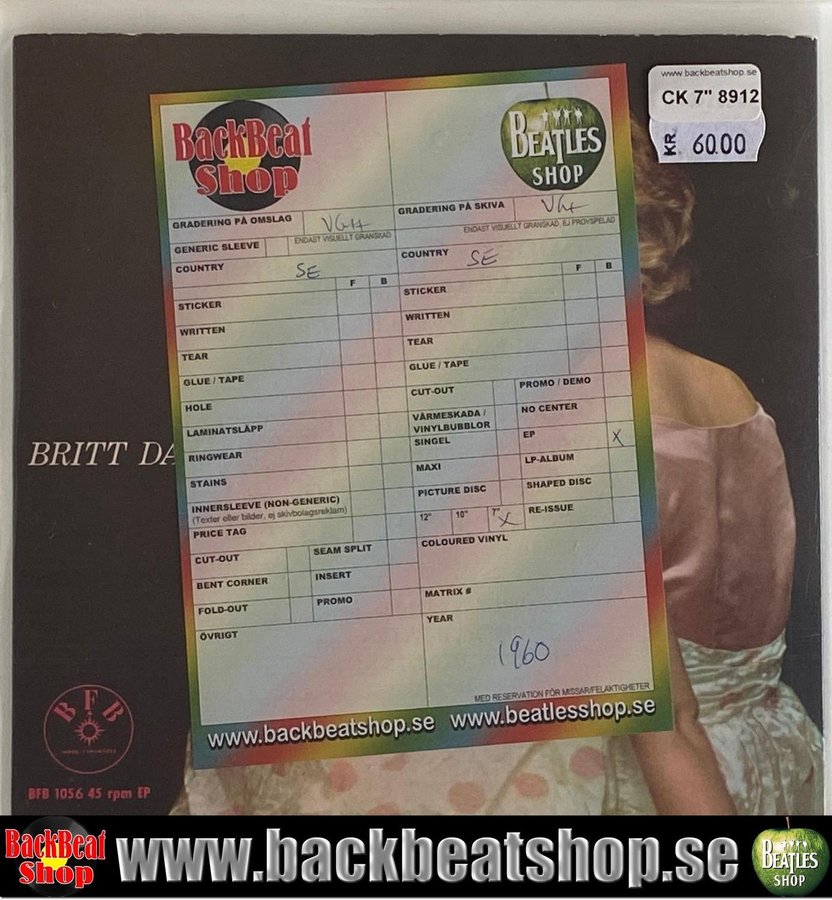 www.backbeatshop.se
CK 7" 8912
KR. 60.00
BackBeat
Shop
BEATLES
SHOP
GRADERING PÅ OMSLAG VG++
ENDAST VISUELLT GRANSKAD
GRADERING PÅ SKIVA VG+
ENDAST VISUELLT GRANSKAD, EJ PROVSPELAD
GENERIC SLEEVE
COUNTRY SE
F B
STICKER
WRITTEN
TEAR
GLUE / TAPE
HOLE
LAMINATSLÄPP
RINGWEAR
STAINS
INNERSLEEVE (NON-GENERIC)
(Texter eller bilder, ej skivbolagsreklam)
PRICE TAG
CUT-OUT
SEAM SPLIT
BENT CORNER
INSERT
FOLD-OUT
PROMO
ÖVRIGT
COUNTRY SE
F B
STICKER
WRITTEN
TEAR
GLUE / TAPE
CUT-OUT
PROMO / DEMO
VÄRMESKADA /
VINYLBUBBLOR
NO CENTER
SINGEL
EP X
MAXI
LP-ALBUM
PICTURE DISC
SHAPED DISC
12" 10" 7" X
RE-ISSUE
COLOURED VINYL
MATRIX #
YEAR
1960
MED RESERVATION FÖR MISSAR/FELAKTIGHETER
www.backbeatshop.se www.beatlesshop.se
BRITT DA
BFB
BFB 1056 45 rpm EP
BackBeat
Shop
www.backbeatshop.se
BEATLES
SHOP